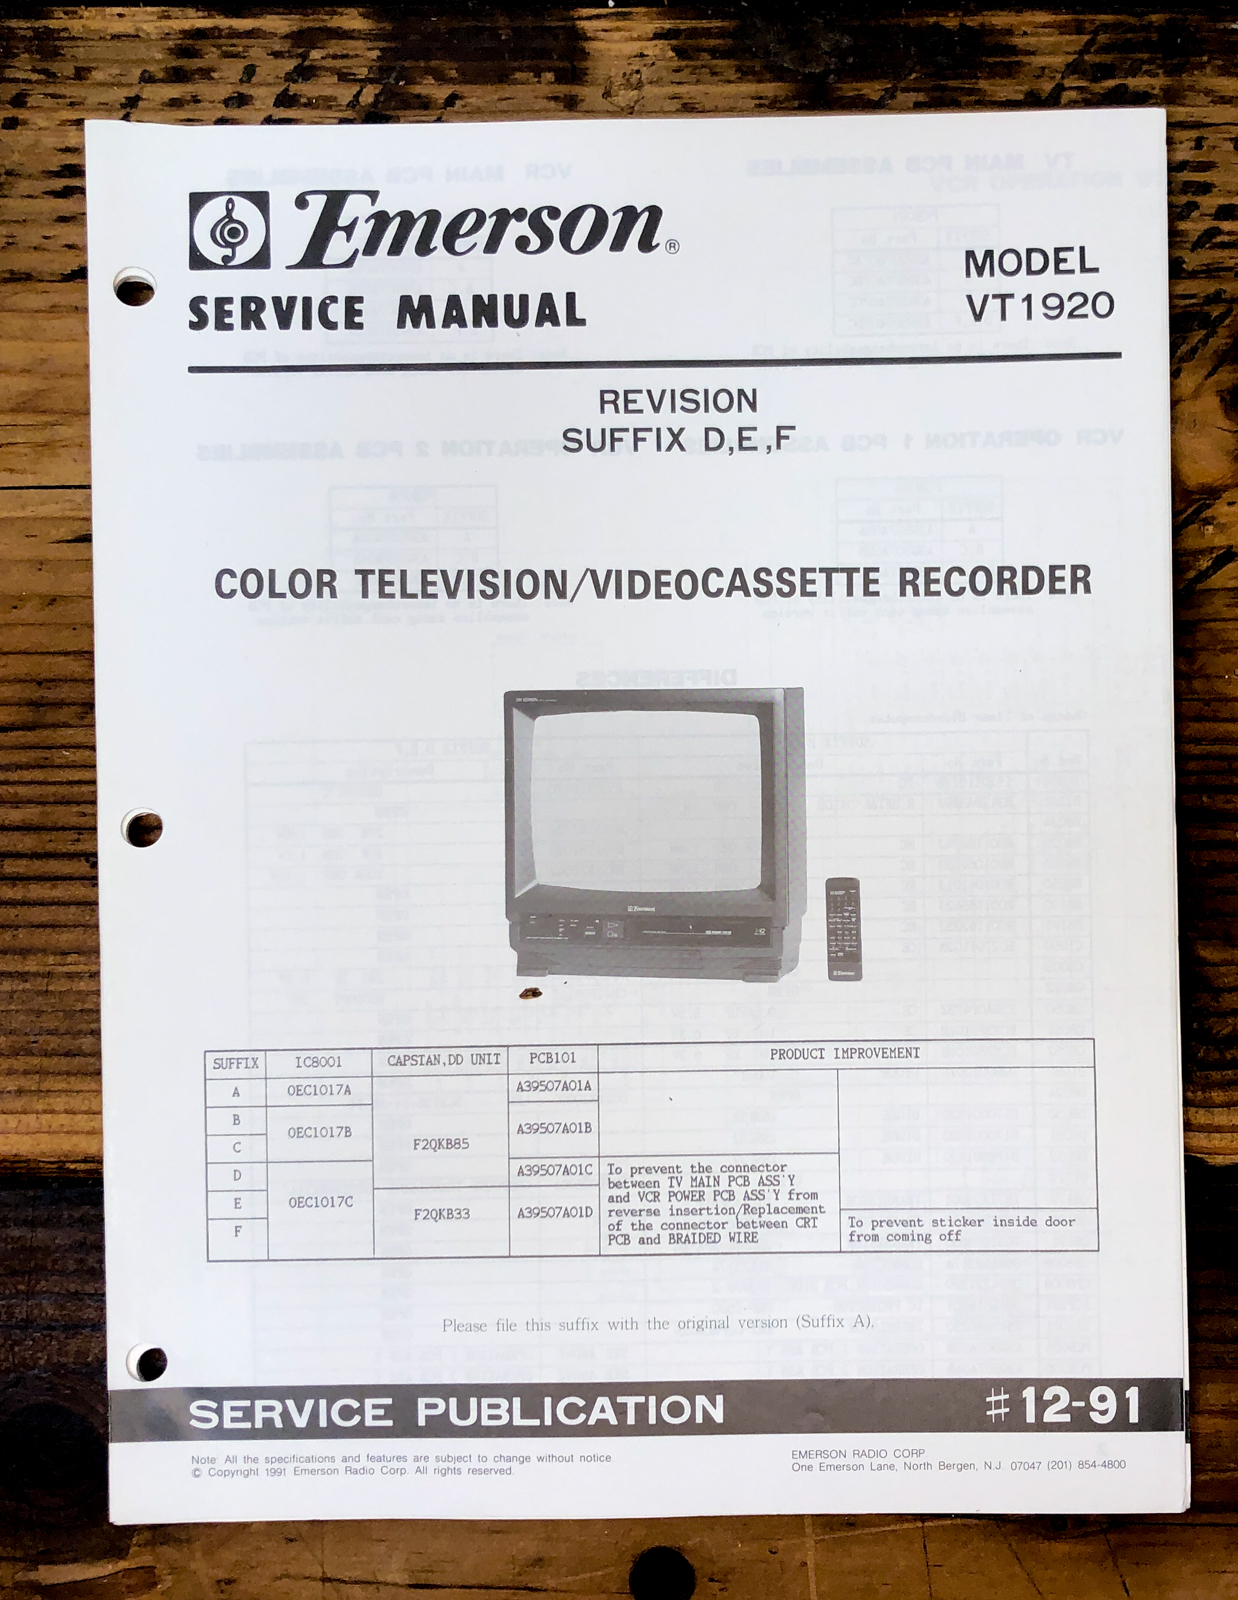 Emerson®
SERVICE MANUAL
MODEL
VT1920
REVISION
SUFFIX D,E,F
COLOR TELEVISION/VIDEOCASSETTE RECORDER
Emerson
Emerson
SUFFIX IC8001 CAPSTAN,DD UNIT PCB101 PRODUCT IMPROVEMENT
A OEC1017A A39507A01A
B OEC1017B F2QKB85 A39507A01B
C
D OEC1017C A39507A01C
E F2QKB33 A39507A01D
F
To prevent the connector
between TV MAIN PCB ASS'Y
and VCR POWER PCB ASS'Y from
reverse insertion/Replacement
of the connector between CRT
PCB and BRAIDED WIRE
To prevent sticker inside door
from coming off
Please file this suffix with the original version (Suffix A).
SERVICE PUBLICATION #12-91
Note: All the specifications and features are subject to change without notice.
© Copyright 1991 Emerson Radio Corp. All rights reserved.
EMERSON RADIO CORP.
One Emerson Lane, North Bergen, N.J. 07047 (201) 854-4800